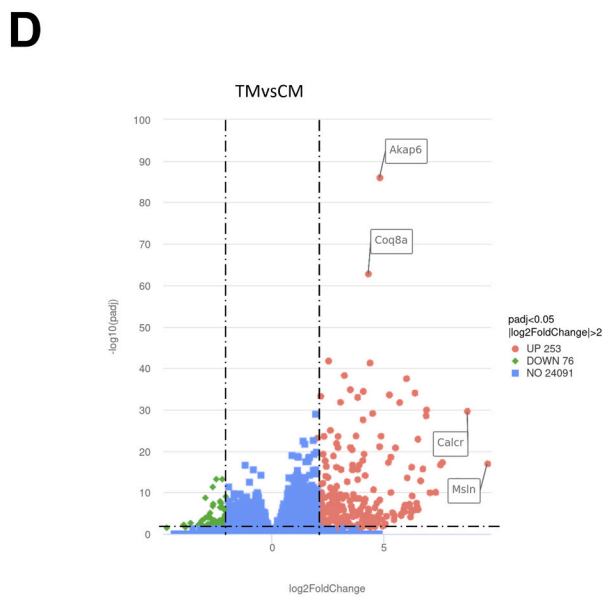 D
TMvsCM
100
90
80
70
60
50
40
30
20
10
0
-log10(padj)
Akap6
Coq8a
Calcr
Msln
0
5
log2FoldChange
padj<0.05
|log2FoldChange|>2
UP 253
DOWN 76
NO 24091